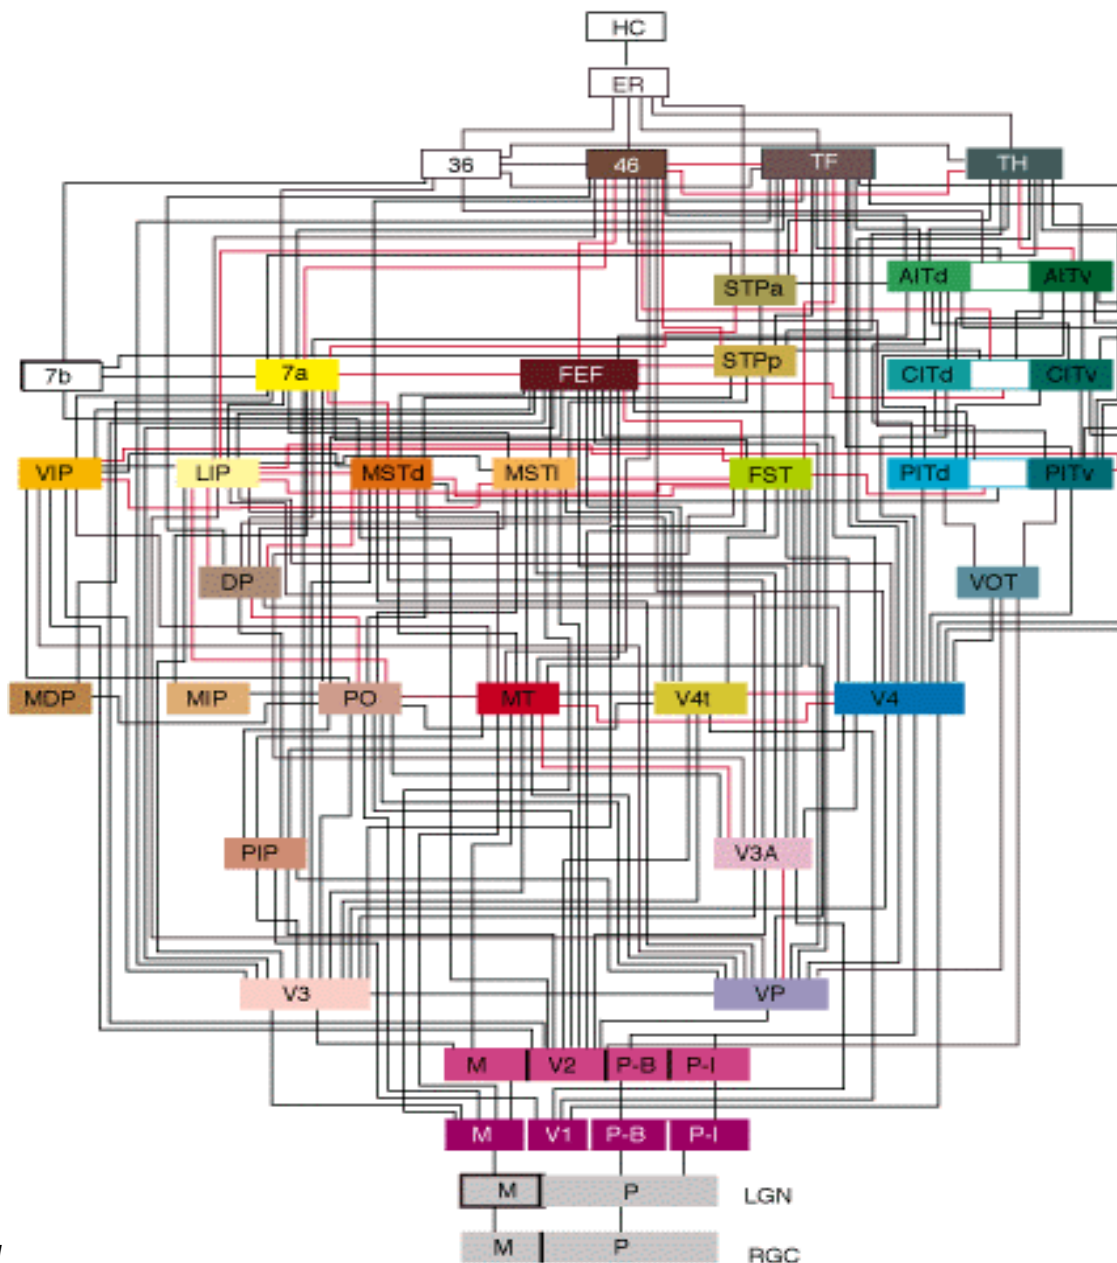 HC
ER
36 46 TF TH
STPa AITd AITv
7b 7a FEF STPp CITd CITv
VIP LIP MSTd MSTl FST PITd PITv
DP VOT
MDP MIP PO MT V4t V4
PIP V3A
V3 VP
M V2 P-B P-I
M V1 P-B P-I
M P LGN
M P RGC